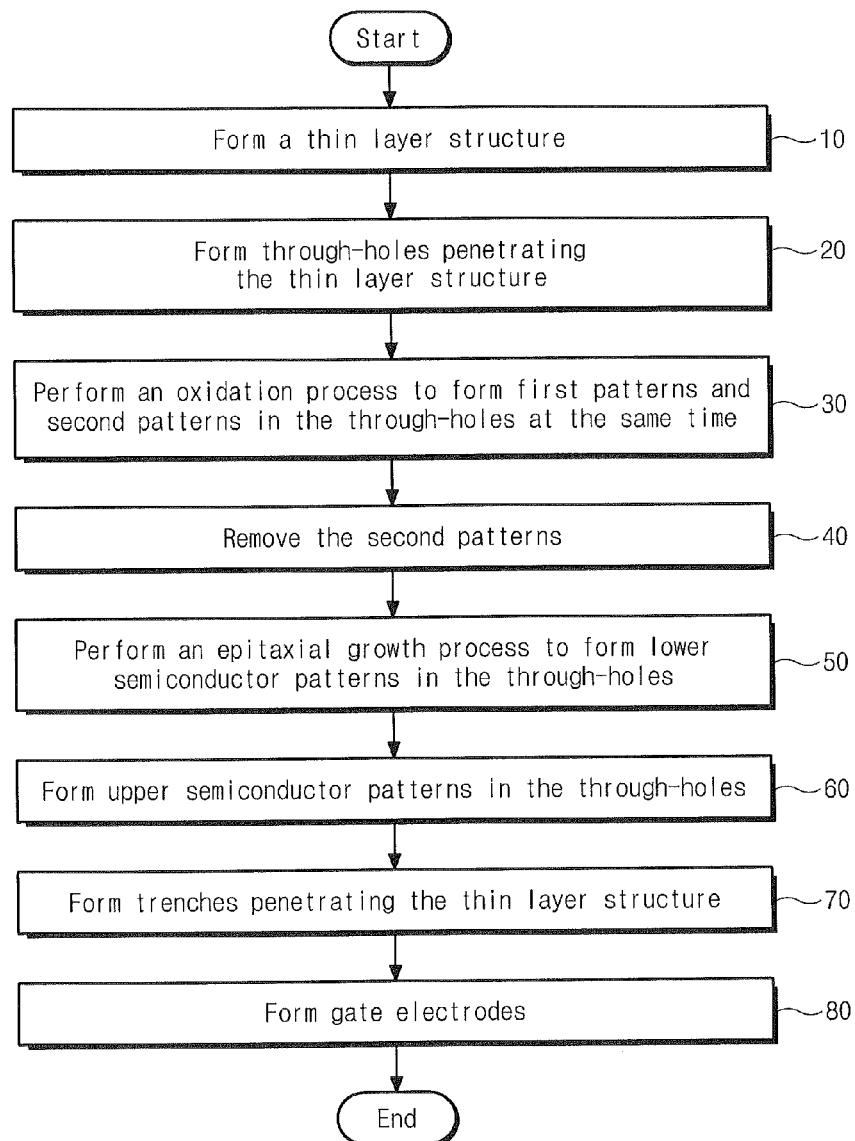 Start
Form a thin layer structure
10
Form through-holes penetrating
the thin layer structure
20
Perform an oxidation process to form first patterns and
second patterns in the through-holes at the same time
30
Remove the second patterns
40
Perform an epitaxial growth process to form lower
semiconductor patterns in the through-holes
50
Form upper semiconductor patterns in the through-holes
60
Form trenches penetrating the thin layer structure
70
Form gate electrodes
80
End